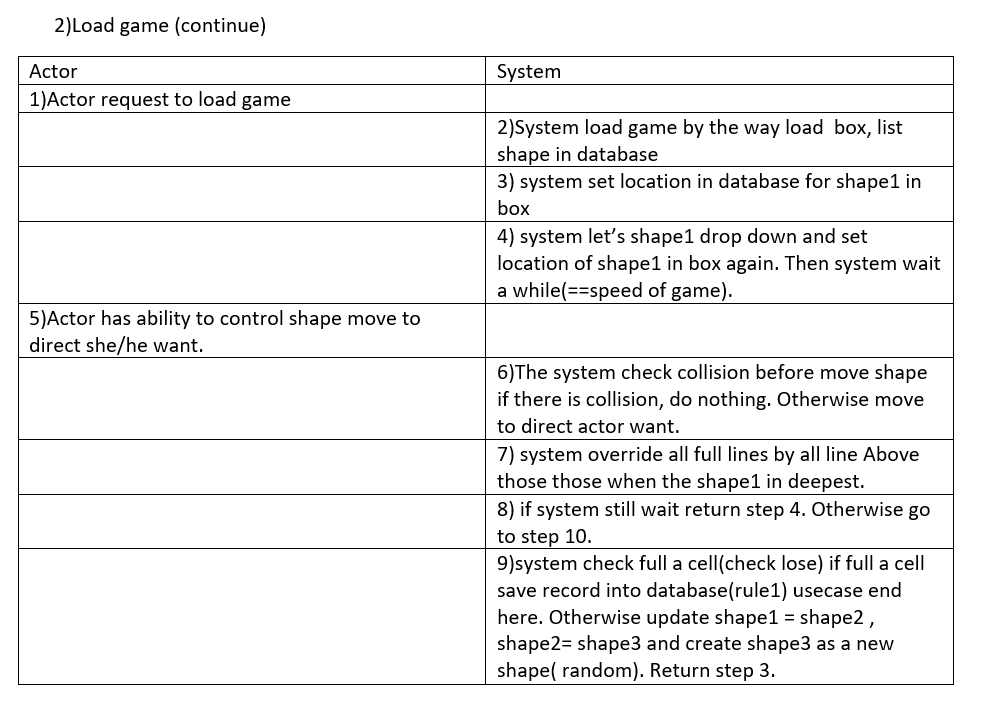 2)Load game (continue)
Actor
System
1)Actor request to load game
2)System load game by the way load  box, list
shape in database
3) system set location in database for shape1 in
box
4) system let’s shape1 drop down and set
location of shape1 in box again. Then system wait
a while(==speed of game).
5)Actor has ability to control shape move to
direct she/he want.
6)The system check collision before move shape
if there is collision, do nothing. Otherwise move
to direct actor want.
7) system override all full lines by all line Above
those those when the shape1 in deepest.
8) if system still wait return step 4. Otherwise go
to step 10.
9)system check full a cell(check lose) if full a cell
save record into database(rule1) usecase end
here. Otherwise update shape1 = shape2 ,
shape2= shape3 and create shape3 as a new
shape( random). Return step 3.